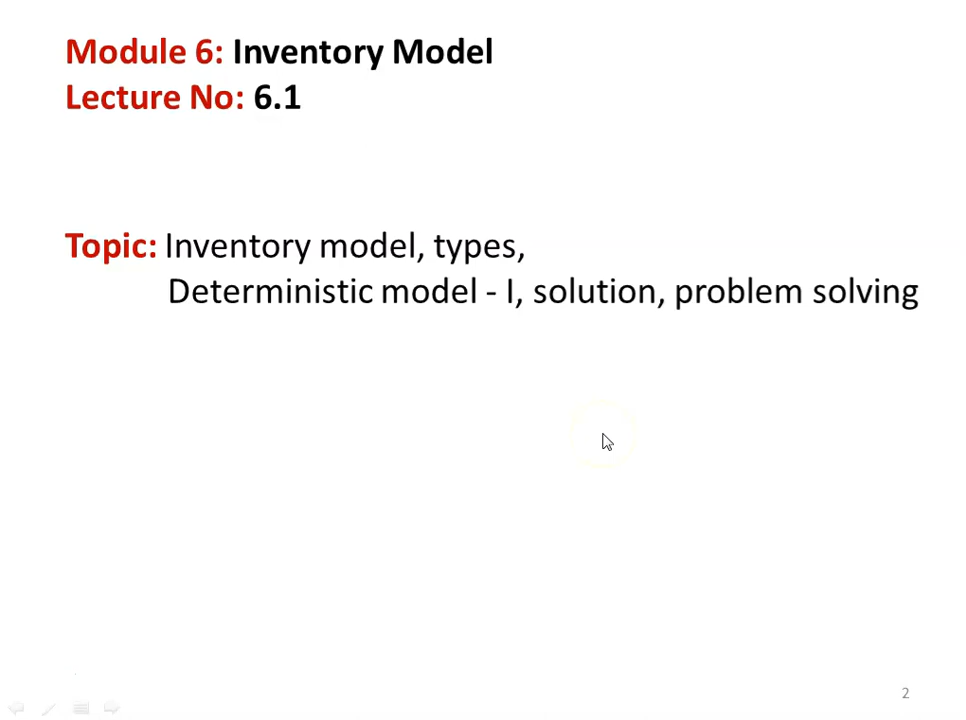 Module 6: Inventory Model
Lecture No: 6.1
Topic: Inventory model, types,
Deterministic model - I, solution, problem solving
2